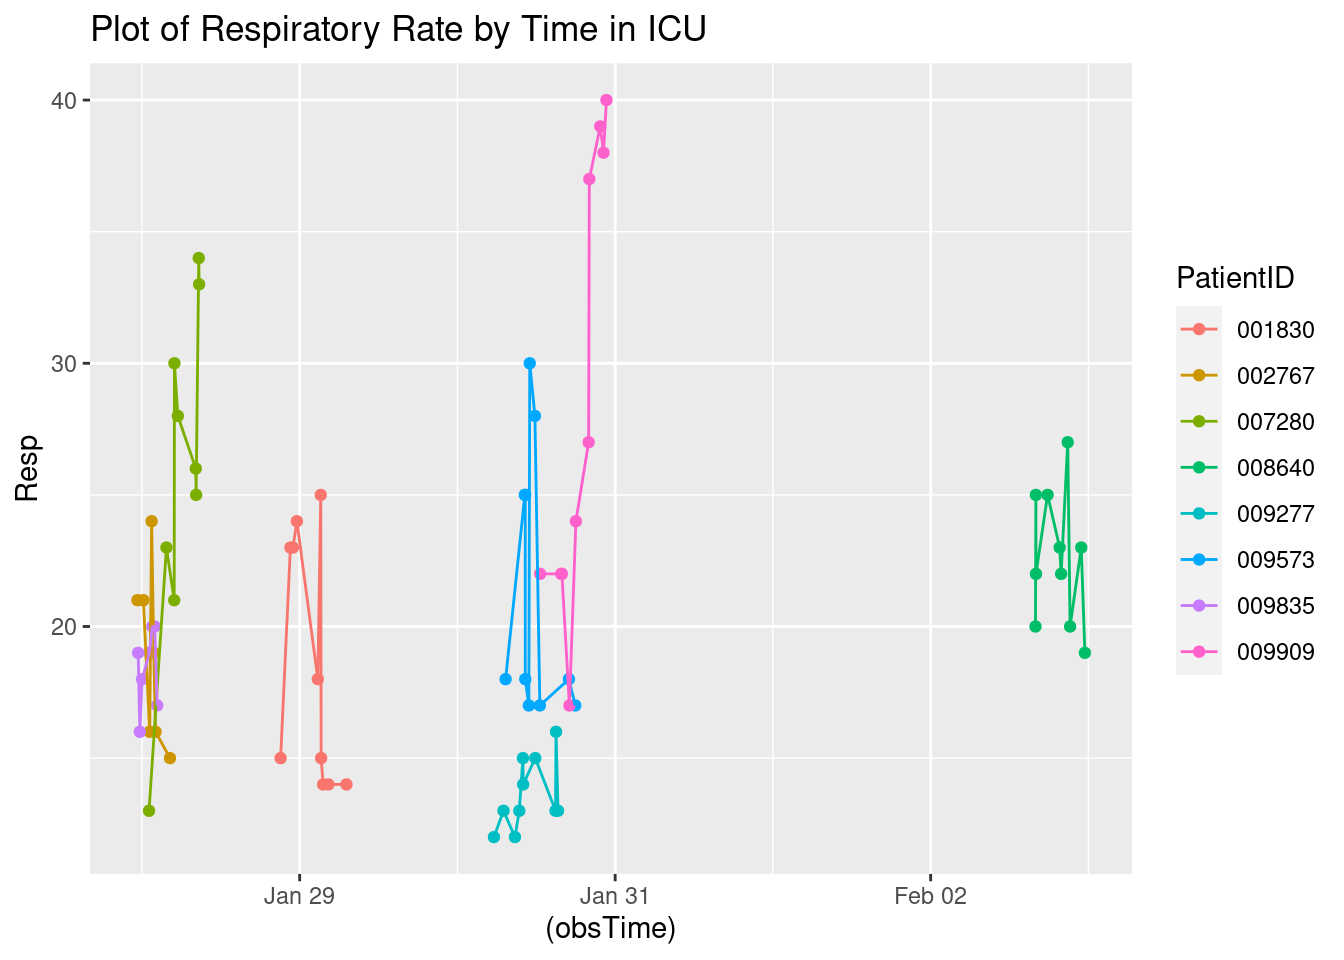 Plot of Respiratory Rate by Time in ICU
40
30
20
Resp
Jan 29
Jan 31
Feb 02
(obsTime)
PatientID
001830
002767
007280
008640
009277
009573
009835
009909